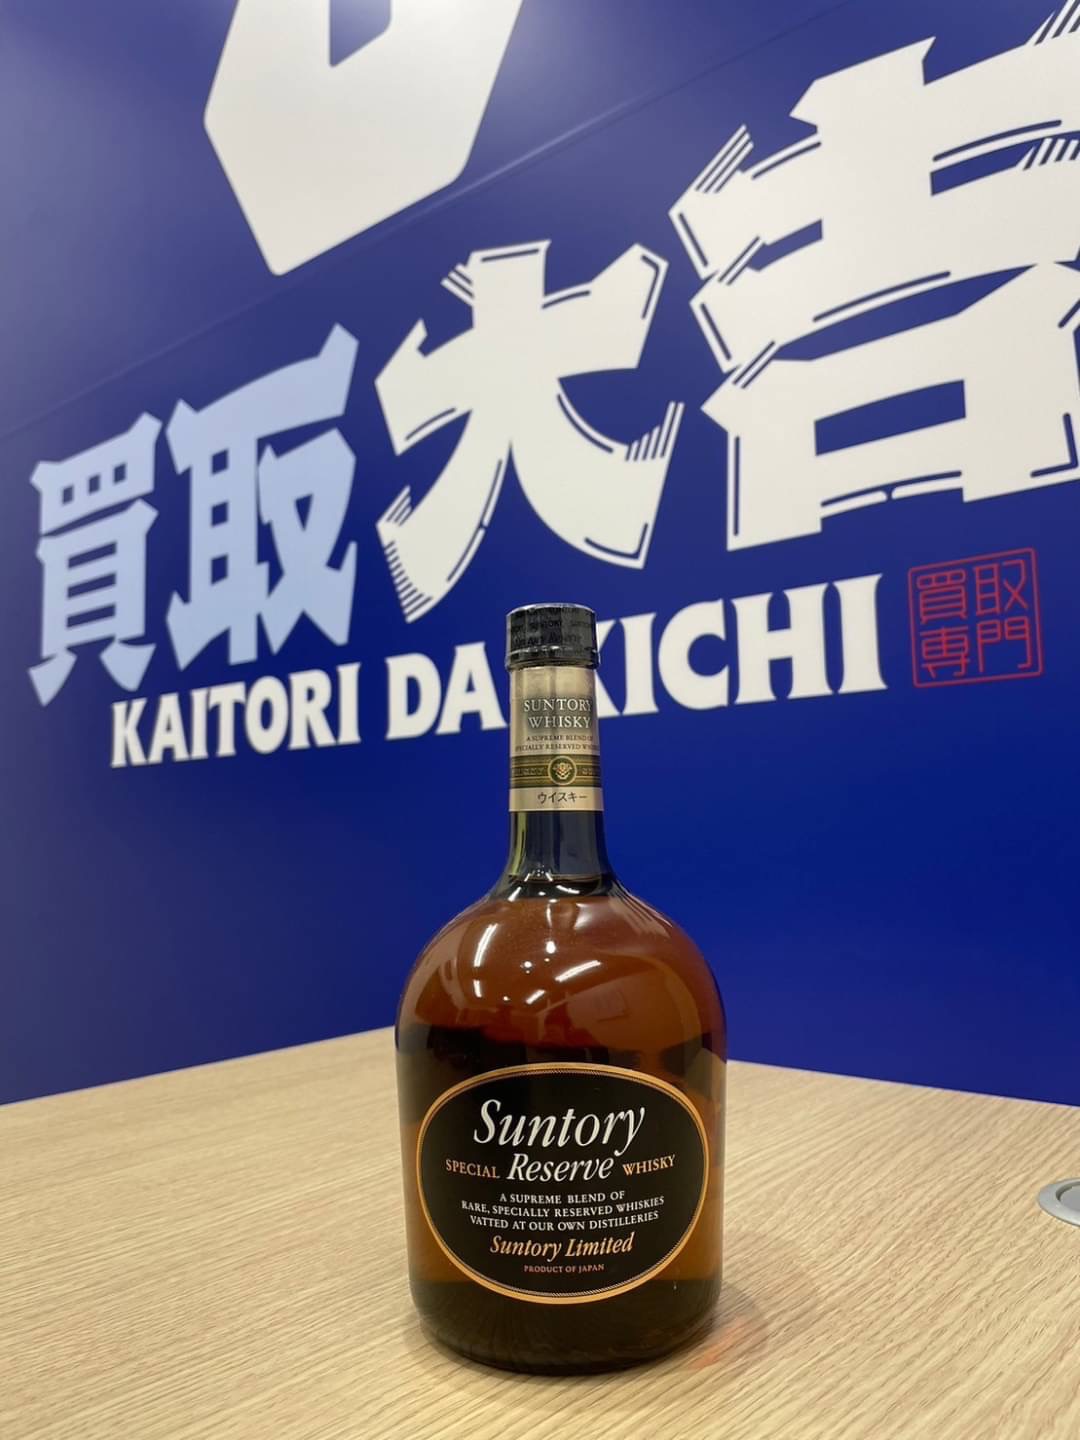 買取大吉
KAITORI DAIKICHI
買取
専門
SUNTORY
WHISKY
A SUPREME BLEND OF
SPECIALLY RESERVED WHISKIES
ウイスキー
Suntory
SPECIAL Reserve WHISKY
A SUPREME BLEND OF
RARE, SPECIALLY RESERVED WHISKIES
VATTED AT OUR OWN DISTILLERIES
Suntory Limited
PRODUCT OF JAPAN